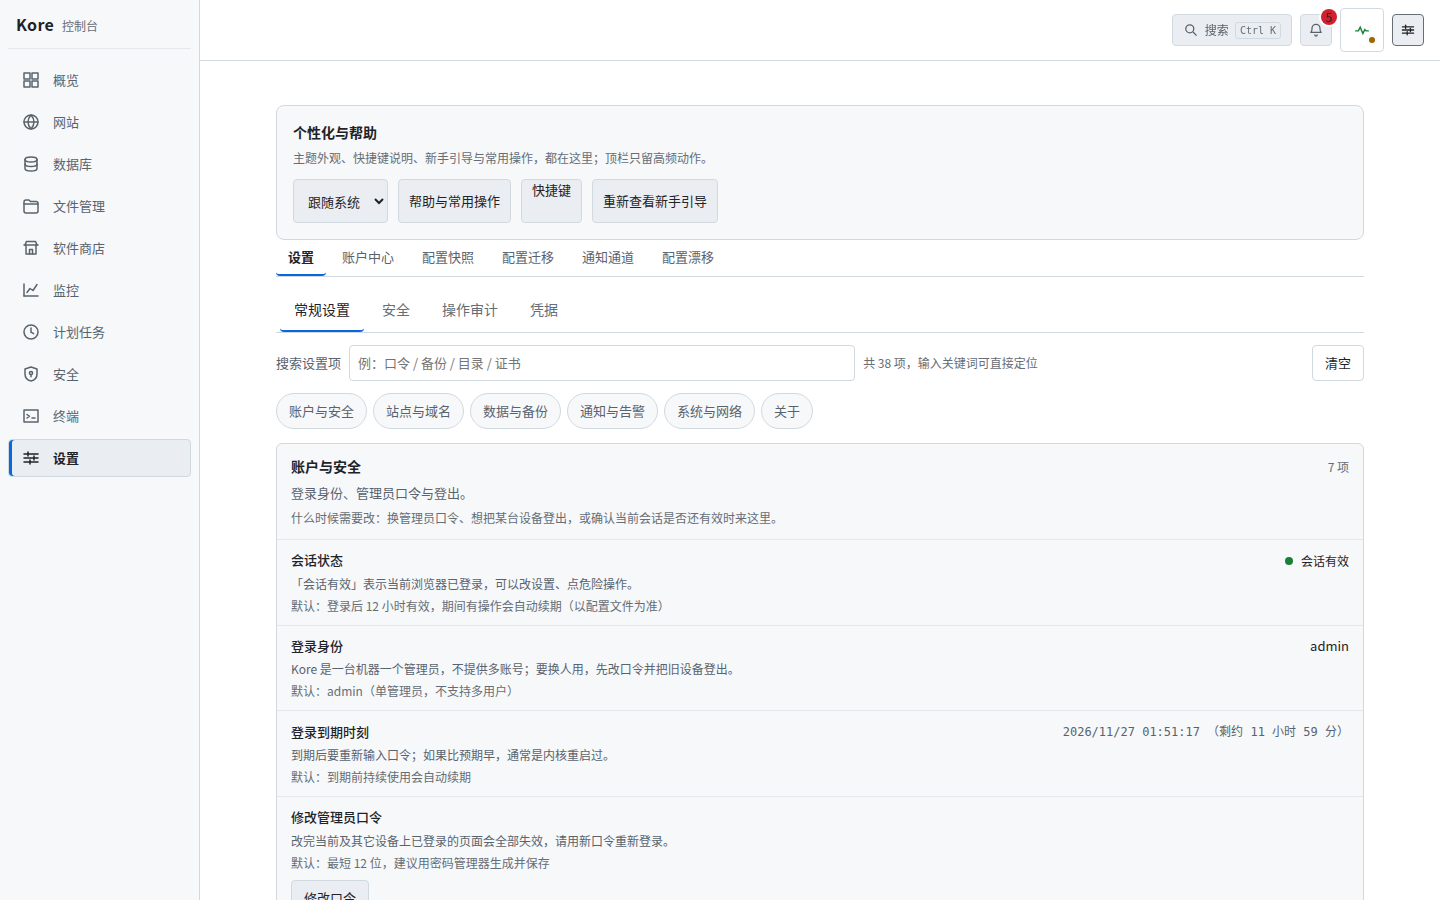 Kore 控制台
搜索 Ctrl K
5
概览
网站
数据库
文件管理
软件商店
监控
计划任务
安全
终端
设置
个性化与帮助
主题外观、快捷键说明、新手引导与常用操作，都在这里；顶栏只留高频动作。
跟随系统 帮助与常用操作 快捷键 重新查看新手引导
设置 账户中心 配置快照 配置迁移 通知通道 配置漂移
常规设置 安全 操作审计 凭据
搜索设置项 例：口令 / 备份 / 目录 / 证书 共 38 项，输入关键词可直接定位 清空
账户与安全 站点与域名 数据与备份 通知与告警 系统与网络 关于
账户与安全 7 项
登录身份、管理员口令与登出。
什么时候需要改：换管理员口令、想把某台设备登出，或确认当前会话是否还有效时来这里。
会话状态 会话有效
「会话有效」表示当前浏览器已登录，可以改设置、点危险操作。
默认：登录后 12 小时有效，期间有操作会自动续期（以配置文件为准）
登录身份 admin
Kore 是一台机器一个管理员，不提供多账号；要换人用，先改口令并把旧设备登出。
默认：admin（单管理员，不支持多用户）
登录到期时刻 2026/11/27 01:51:17 （剩约 11 小时 59 分）
到期后要重新输入口令；如果比预期早，通常是内核重启过。
默认：到期前持续使用会自动续期
修改管理员口令
改完当前及其它设备上已登录的页面会全部失效，请用新口令重新登录。
默认：最短 12 位，建议用密码管理器生成并保存
修改口令